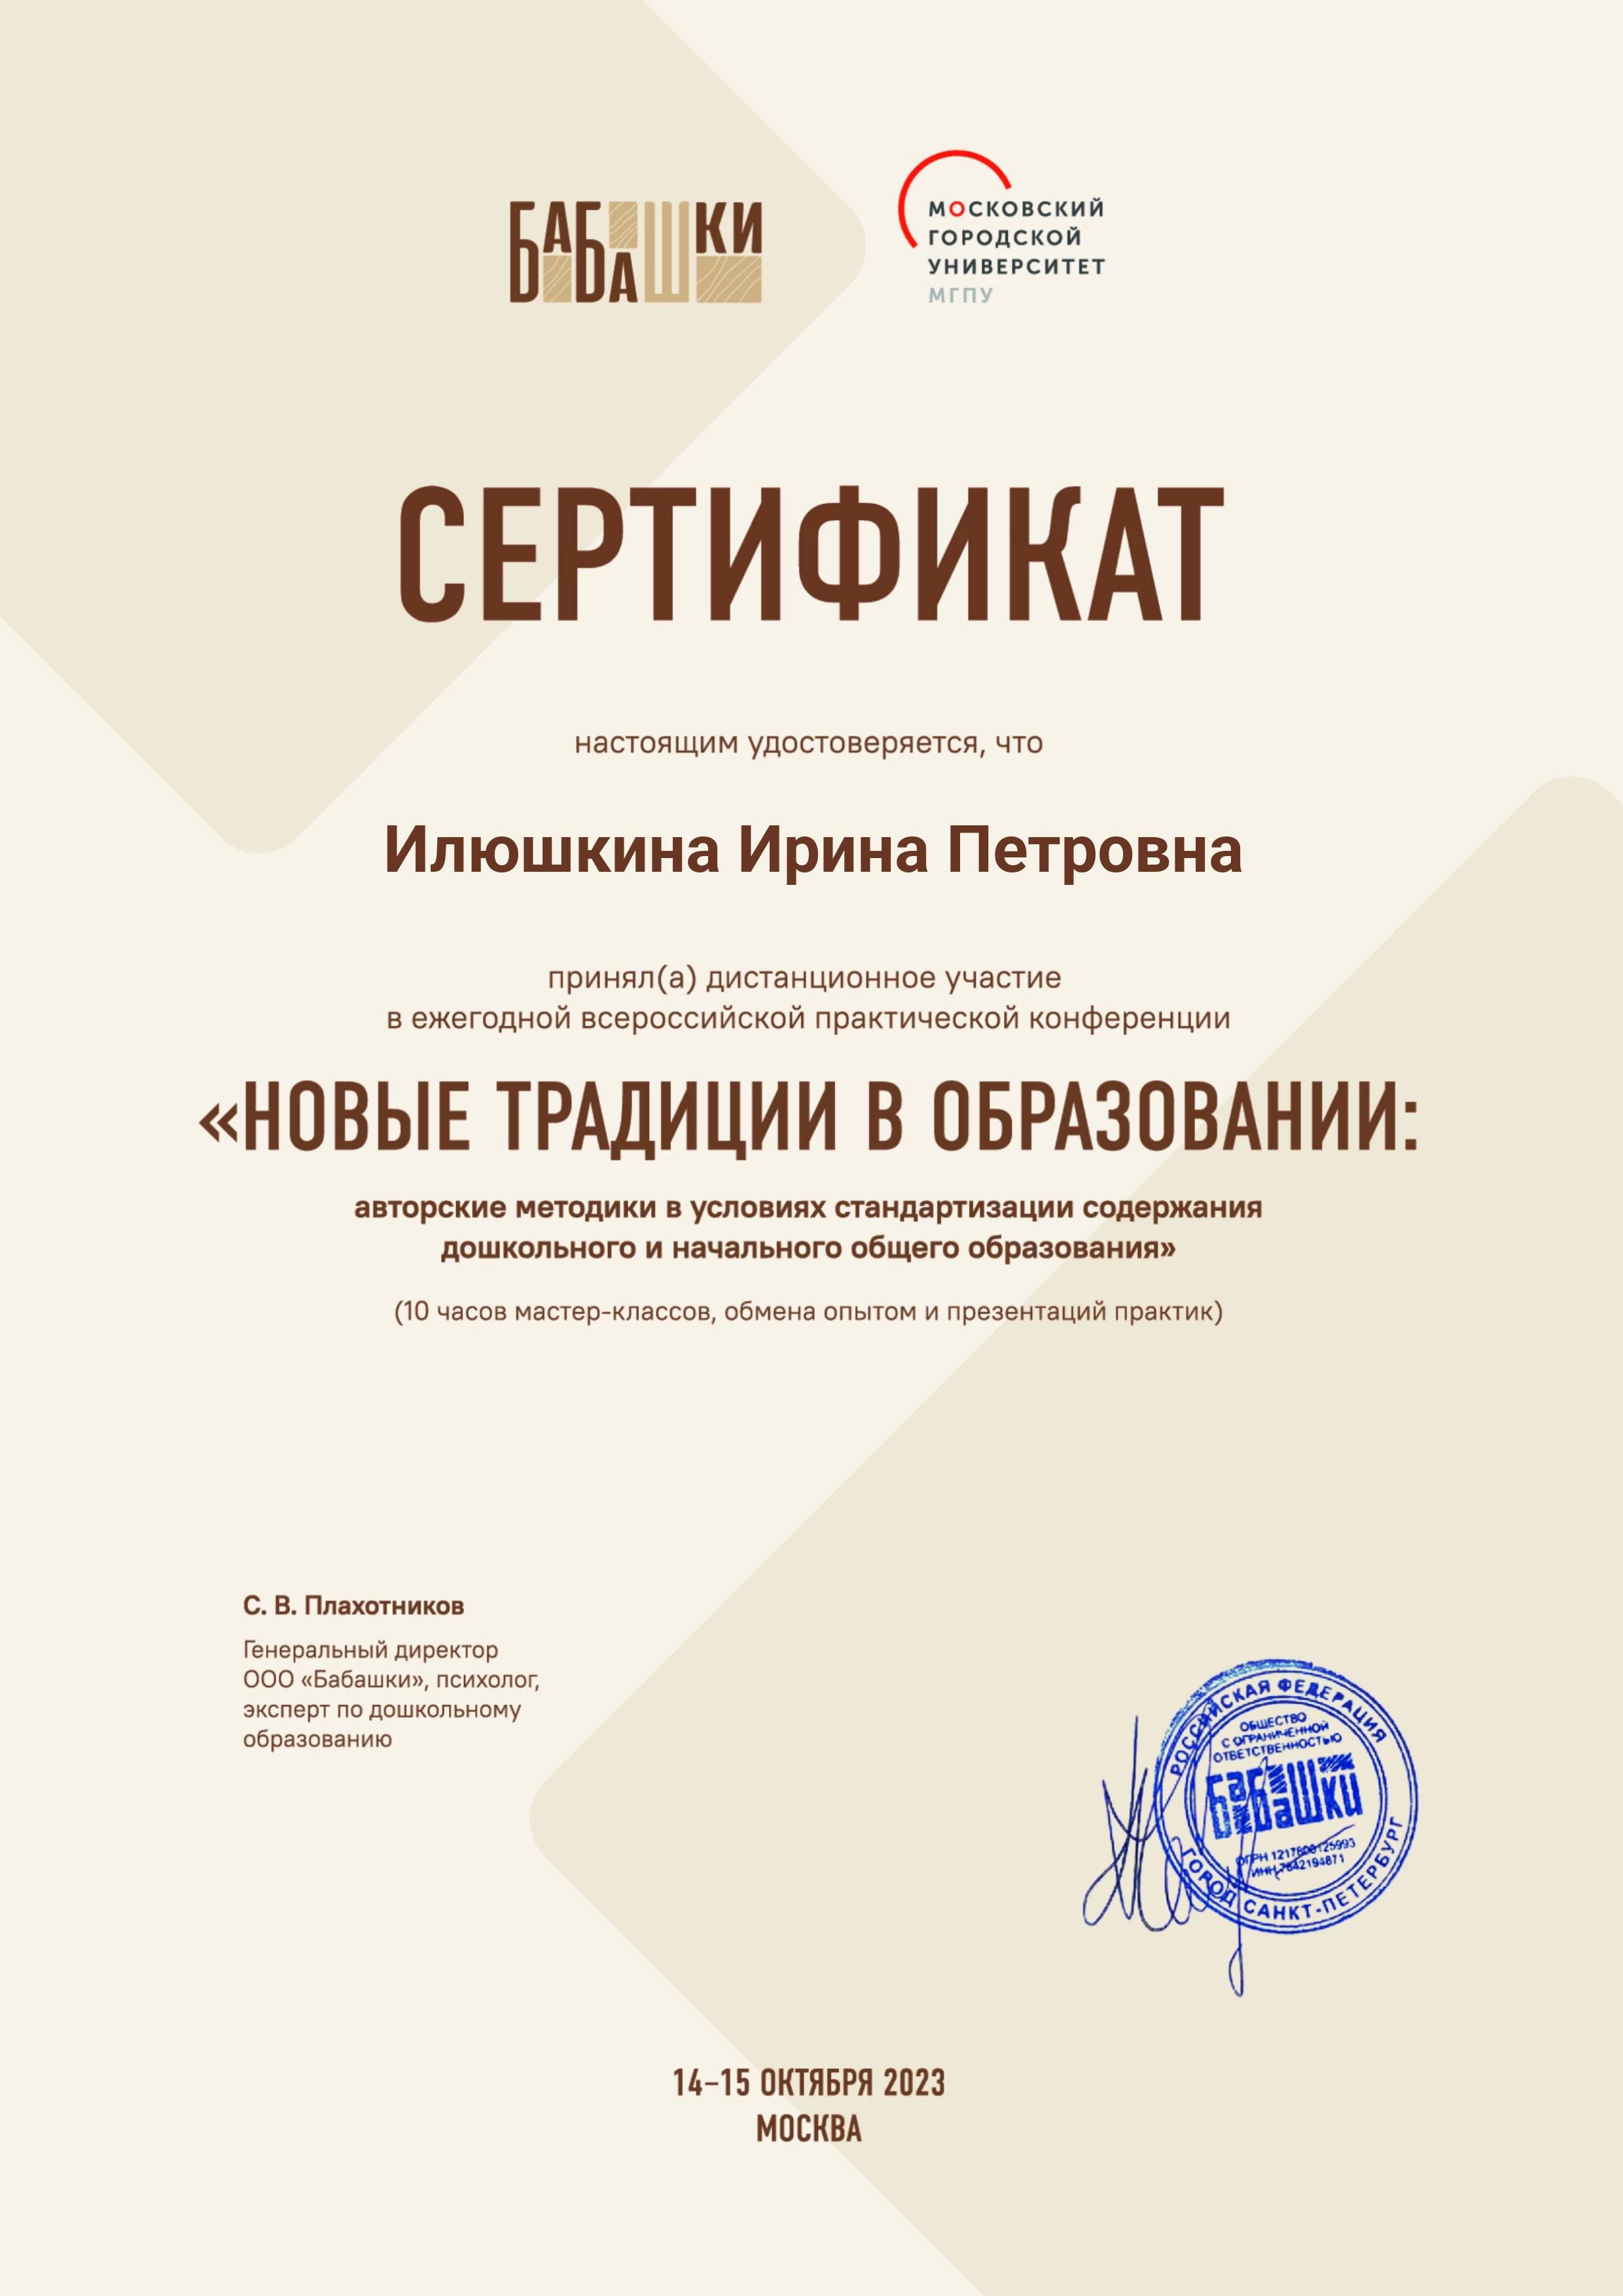 БАБАШКИ
МОСКОВСКИЙ
ГОРОДСКОЙ
УНИВЕРСИТЕТ
МГПУ
СЕРТИФИКАТ
настоящим удостоверяется, что
Илюшкина Ирина Петровна
принял(а) дистанционное участие
в ежегодной всероссийской практической конференции
«НОВЫЕ ТРАДИЦИИ В ОБРАЗОВАНИИ:
авторские методики в условиях стандартизации содержания
дошкольного и начального общего образования»
(10 часов мастер-классов, обмена опытом и презентаций практик)
С. В. Плахотников
Генеральный директор
ООО «Бабашки», психолог,
эксперт по дошкольному
образованию
РОССИЙСКАЯ ФЕДЕРАЦИЯ
ОБЩЕСТВО
С ОГРАНИЧЕННОЙ
ОТВЕТСТВЕННОСТЬЮ
БАБАШКИ
ОГРН
ИНН
ГОРОД САНКТ-ПЕТЕРБУРГ
14–15 ОКТЯБРЯ 2023
МОСКВА